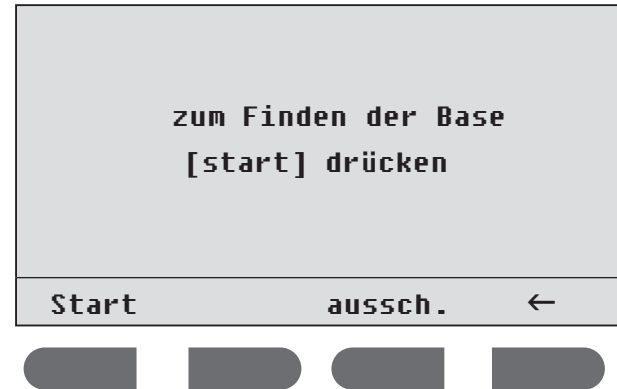 zum Finden der Base
[start] drücken
Start aussch. ←